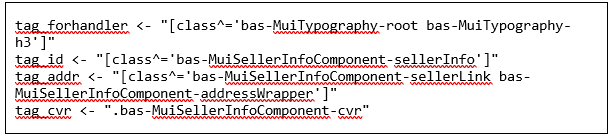 tag_forhandler <- "[class^='bas-MuiTypography-root bas-MuiTypography-
h3']"
tag_id <- "[class^='bas-MuiSellerInfoComponent-sellerInfo']"
tag_addr <- "[class^='bas-MuiSellerInfoComponent-sellerLink bas-
MuiSellerInfoComponent-addressWrapper']"
tag_cvr <- ".bas-MuiSellerInfoComponent-cvr"